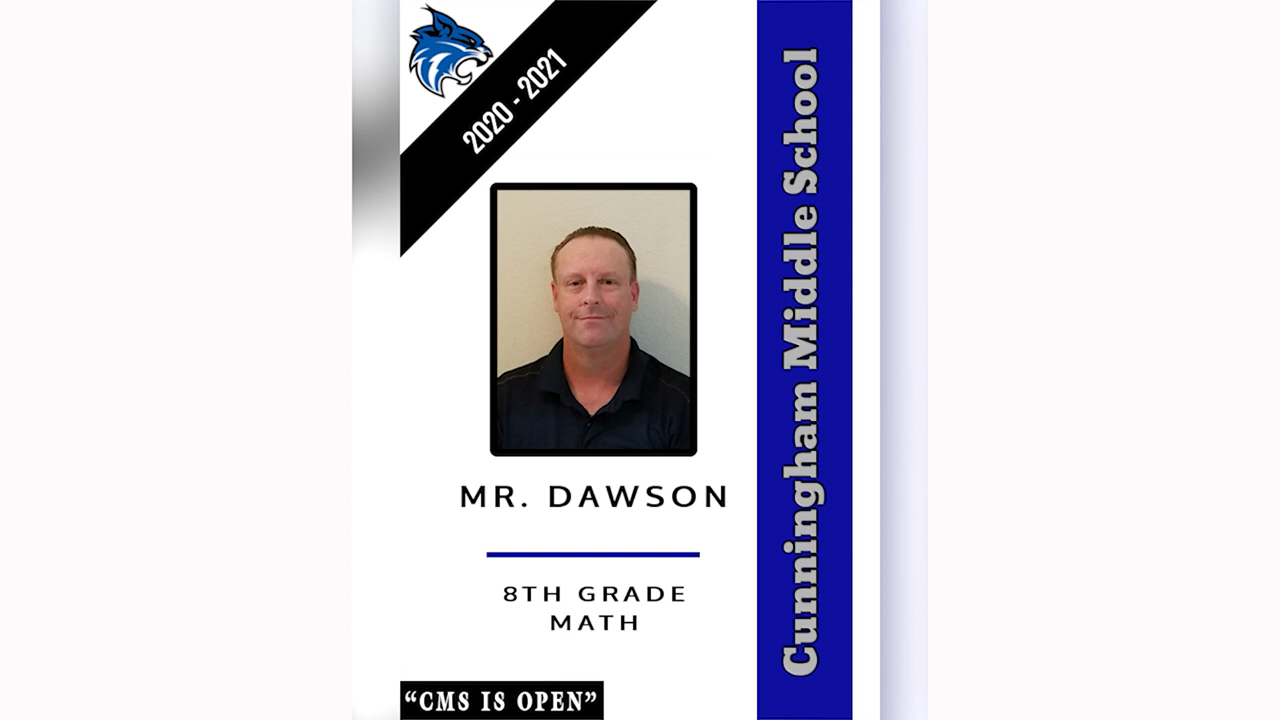 2020 - 2021
Cunningham Middle School
MR. DAWSON
8TH GRADE
MATH
“CMS IS OPEN”